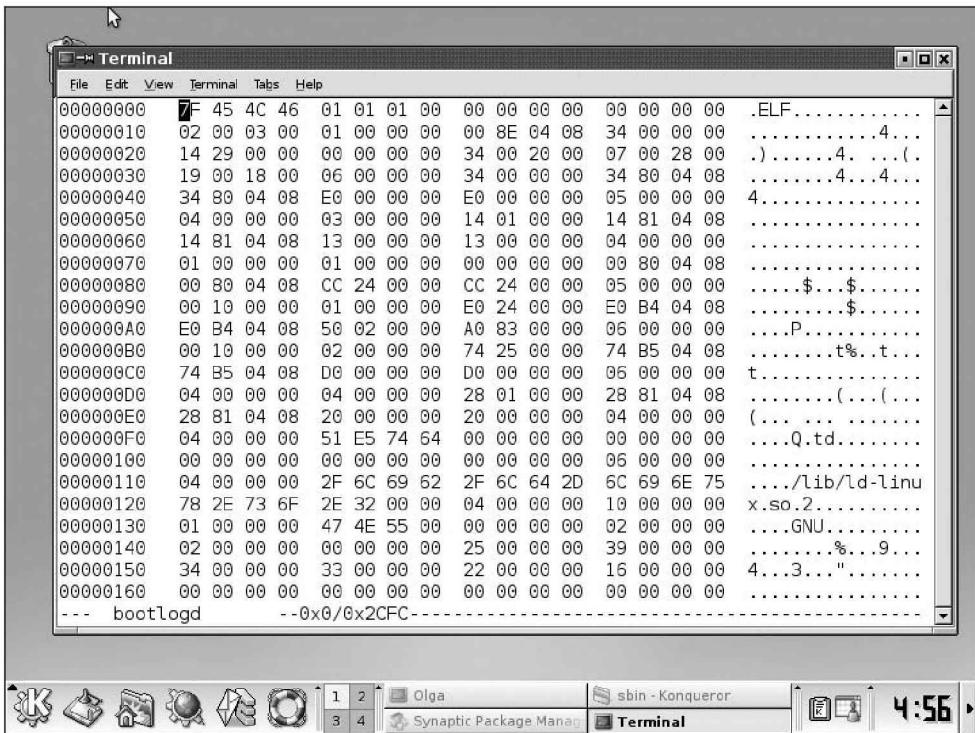 Terminal
File Edit View Terminal Tabs Help
00000000 7F 45 4C 46 01 01 01 00 00 00 00 00 00 00 00 00 .ELF............
00000010 02 00 03 00 01 00 00 00 00 8E 04 08 34 00 00 00 ............4...
00000020 14 29 00 00 00 00 00 00 34 00 20 00 07 00 28 00 .)......4. ...(.
00000030 19 00 18 00 06 00 00 00 34 00 00 00 34 80 04 08 ........4...4...
00000040 34 80 04 08 E0 00 00 00 E0 00 00 00 05 00 00 00 4...............
00000050 04 00 00 00 03 00 00 00 14 01 00 00 14 81 04 08 ................
00000060 14 81 04 08 13 00 00 00 13 00 00 00 04 00 00 00 ................
00000070 01 00 00 00 01 00 00 00 00 00 00 00 00 80 04 08 ................
00000080 00 80 04 08 CC 24 00 00 CC 24 00 00 05 00 00 00 .....$...$......
00000090 00 10 00 00 01 00 00 00 E0 24 00 00 E0 B4 04 08 .........$......
000000A0 E0 B4 04 08 50 02 00 00 A0 83 00 00 06 00 00 00 ....P...........
000000B0 00 10 00 00 02 00 00 00 74 25 00 00 74 B5 04 08 ........t%..t...
000000C0 74 B5 04 08 D0 00 00 00 D0 00 00 00 06 00 00 00 t...............
000000D0 04 00 00 00 04 00 00 00 28 01 00 00 28 81 04 08 ........(...(...
000000E0 28 81 04 08 20 00 00 00 20 00 00 00 04 00 00 00 (... ... .......
000000F0 04 00 00 00 51 E5 74 64 00 00 00 00 00 00 00 00 ....Q.td........
00000100 00 00 00 00 00 00 00 00 00 00 00 00 06 00 00 00 ................
00000110 04 00 00 00 2F 6C 69 62 2F 6C 64 2D 6C 69 6E 75 ..../lib/ld-linu
00000120 78 2E 73 6F 2E 32 00 00 04 00 00 00 10 00 00 00 x.so.2..........
00000130 01 00 00 00 47 4E 55 00 00 00 00 00 02 00 00 00 ....GNU.........
00000140 02 00 00 00 00 00 00 00 25 00 00 00 39 00 00 00 ........%...9...
00000150 34 00 00 00 33 00 00 00 22 00 00 00 16 00 00 00 4...3...".......
00000160 00 00 00 00 00 00 00 00 00 00 00 00 00 00 00 00 ................
--- bootlogd --0x0/0x2CFC--------------------------------------------------
1 2 Olga sbin - Konqueror
3 4 Synaptic Package Manag Terminal
4:56